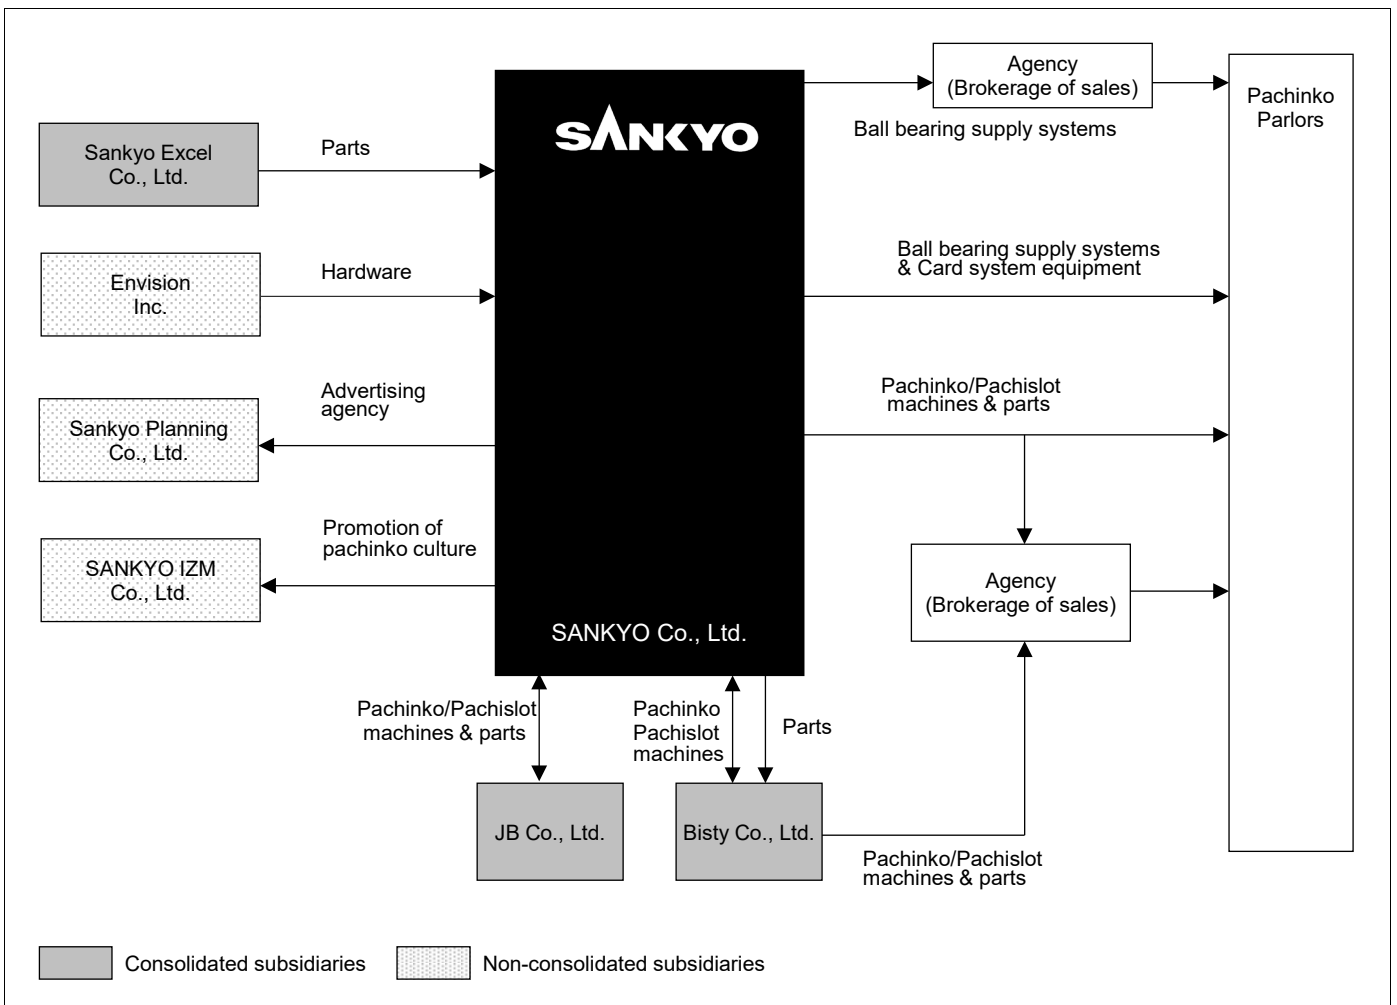 SANKYO
Agency
(Brokerage of sales)
Pachinko
Parlors
Ball bearing supply systems
Sankyo Excel
Co., Ltd.
Parts
Envision
Inc.
Hardware
Ball bearing supply systems
& Card system equipment
Sankyo Planning
Co., Ltd.
Advertising
agency
Pachinko/Pachislot
machines & parts
SANKYO IZM
Co., Ltd.
Promotion of
pachinko culture
Agency
(Brokerage of sales)
SANKYO Co., Ltd.
Pachinko/Pachislot
machines & parts
Pachinko
Pachislot
machines
Parts
JB Co., Ltd.
Bisty Co., Ltd.
Pachinko/Pachislot
machines & parts
Consolidated subsidiaries
Non-consolidated subsidiaries